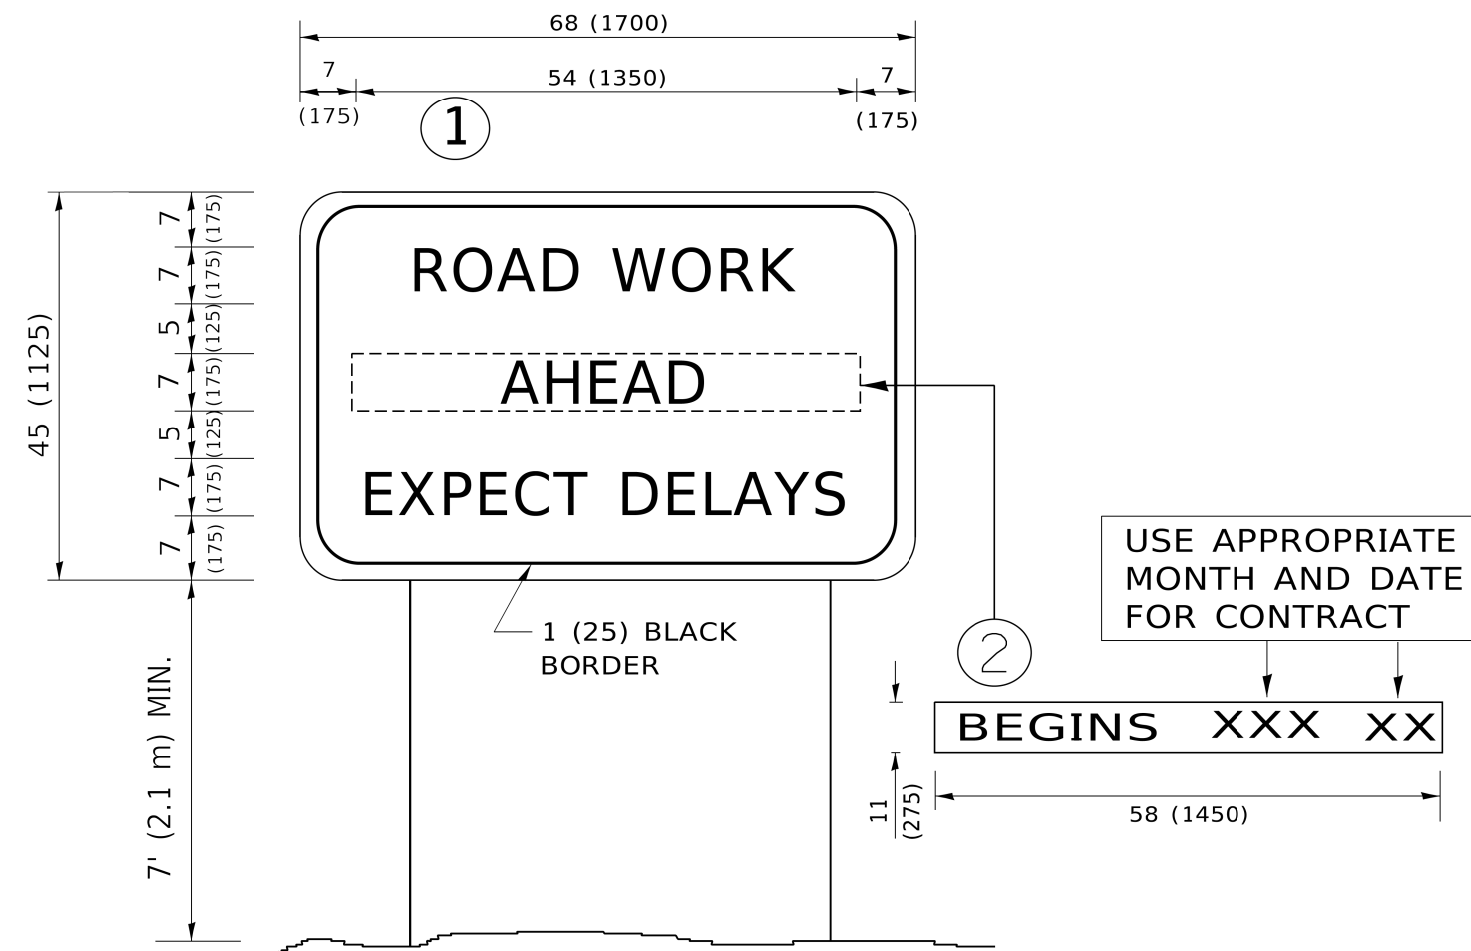 68 (1700)
7 54 (1350) 7
(175) (175)
1
7 (175)
7 (175)
5 (125)
7 (175)
5 (125)
7 (175)
7 (175)
45 (1125)
ROAD WORK
AHEAD
EXPECT DELAYS
1 (25) BLACK
BORDER
7' (2.1 m) MIN.
2
USE APPROPRIATE
MONTH AND DATE
FOR CONTRACT
BEGINS XXX XX
11
(275)
58 (1450)